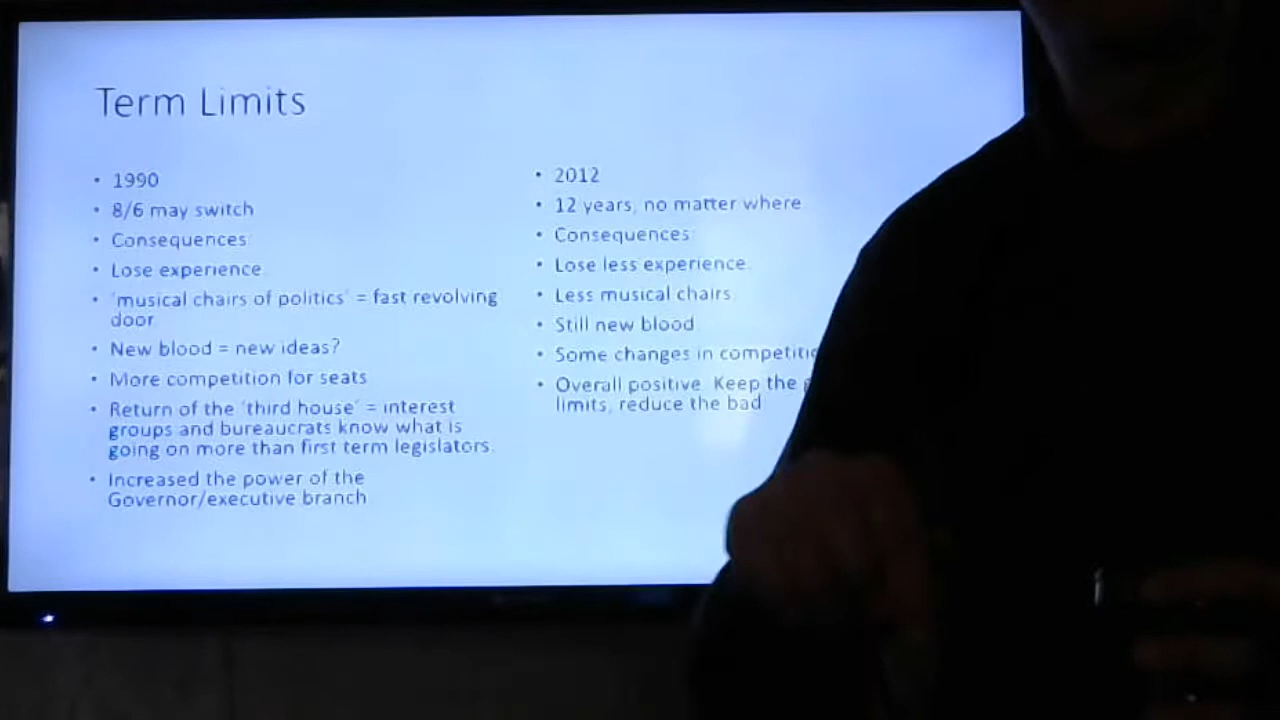 Term Limits
• 1990
• 8/6 may switch
• Consequences
• Lose experience
• 'musical chairs of politics' = fast revolving
door
• New blood = new ideas?
• More competition for seats
• Return of the 'third house' = interest
groups and bureaucrats know what is
going on more than first term legislators.
• Increased the power of the
Governor/executive branch
• 2012
• 12 years, no matter where
• Consequences
• Lose less experience
• Less musical chairs
• Still new blood
• Some changes in
• Overall positive. Keep the
limits, reduce the bad